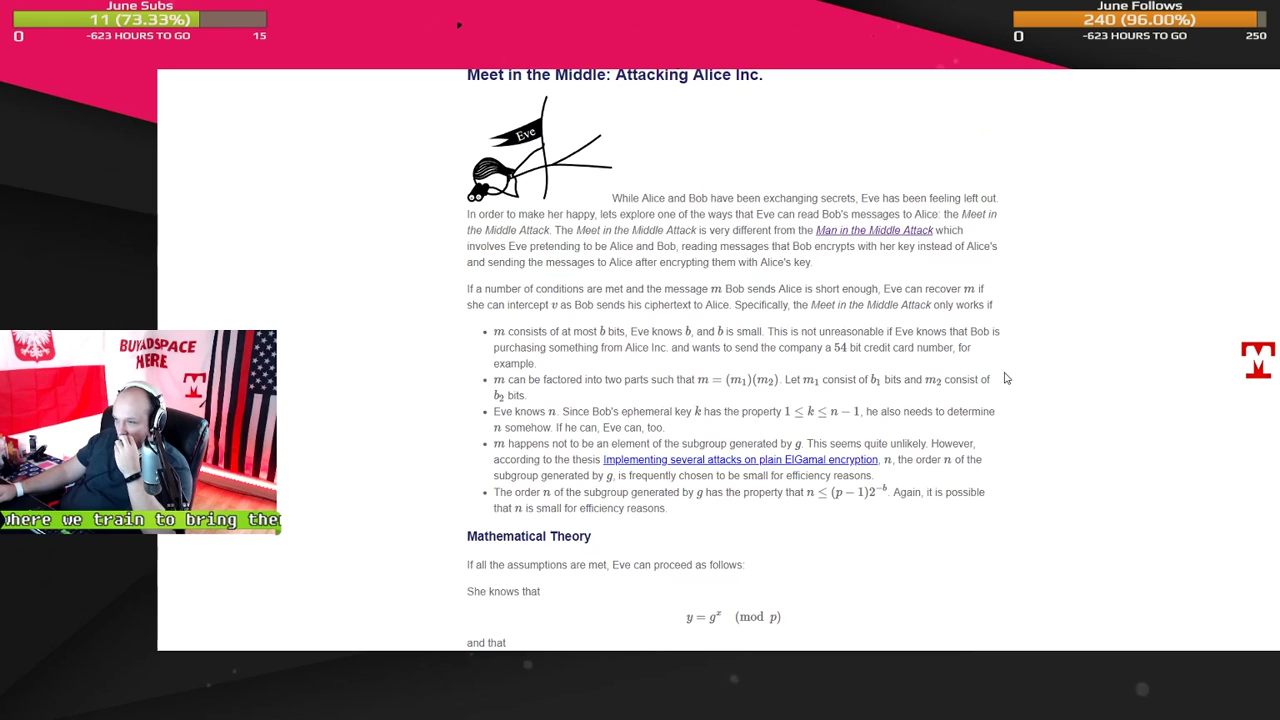 June Subs
11 (73.33%)
0 -623 HOURS TO GO 15
June Follows
240 (96.00%)
0 -623 HOURS TO GO 250
Meet in the Middle: Attacking Alice Inc.
Eve
While Alice and Bob have been exchanging secrets, Eve has been feeling left out.
In order to make her happy, lets explore one of the ways that Eve can read Bob's messages to Alice: the Meet in
the Middle Attack. The Meet in the Middle Attack is very different from the Man in the Middle Attack which
involves Eve pretending to be Alice and Bob, reading messages that Bob encrypts with her key instead of Alice's
and sending the messages to Alice after encrypting them with Alice's key.
If a number of conditions are met and the message m Bob sends Alice is short enough, Eve can recover m if
she can intercept v as Bob sends his ciphertext to Alice. Specifically, the Meet in the Middle Attack only works if
• m consists of at most b bits, Eve knows b, and b is small. This is not unreasonable if Eve knows that Bob is
purchasing something from Alice Inc. and wants to send the company a 54 bit credit card number, for
example.
• m can be factored into two parts such that m = (m₁)(m₂). Let m₁ consist of b₁ bits and m₂ consist of
b₂ bits.
• Eve knows n. Since Bob's ephemeral key k has the property 1 ≤ k ≤ n − 1, he also needs to determine
n somehow. If he can, Eve can, too.
• m happens not to be an element of the subgroup generated by g. This seems quite unlikely. However,
according to the thesis Implementing several attacks on plain ElGamal encryption, n, the order n of the
subgroup generated by g, is frequently chosen to be small for efficiency reasons.
• The order n of the subgroup generated by g has the property that n ≤ (p − 1)2⁻ᵇ. Again, it is possible
that n is small for efficiency reasons.
Mathematical Theory
If all the assumptions are met, Eve can proceed as follows:
She knows that
y = gˣ (mod p)
and that
BUY ADSPACE
HERE
T
where we train to bring the
T